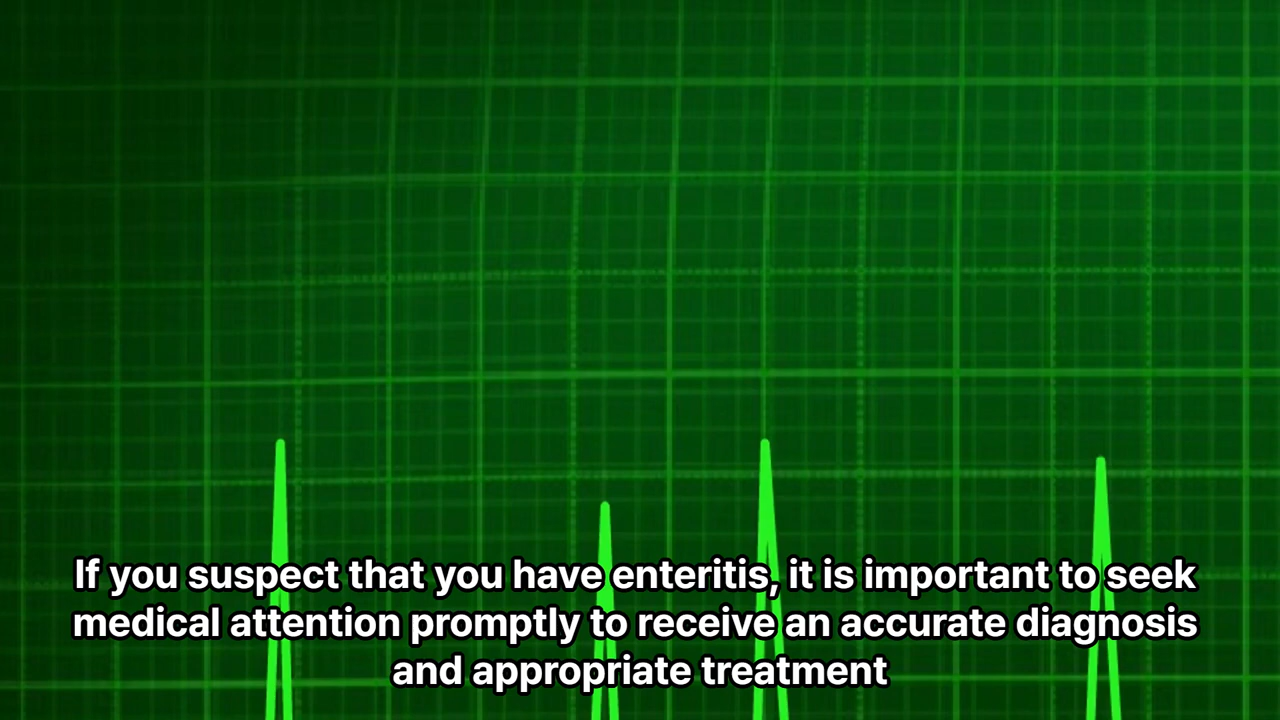 If you suspect that you have enteritis, it is important to seek
medical attention promptly to receive an accurate diagnosis
and appropriate treatment